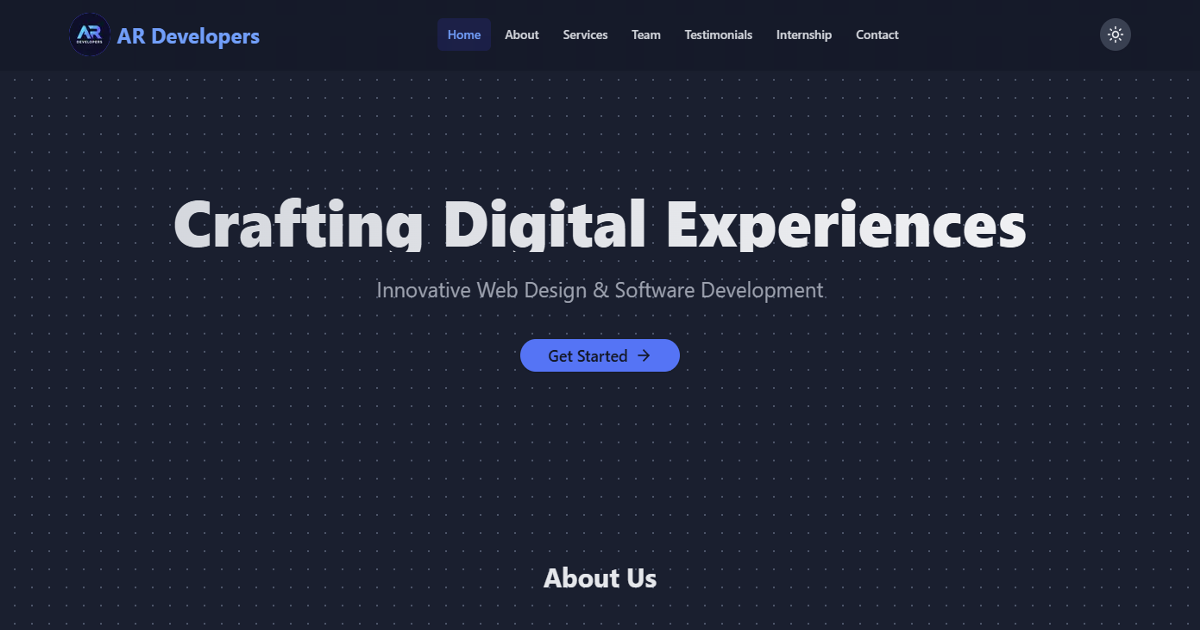 AR
DEVELOPERS
AR Developers
Home
About
Services
Team
Testimonials
Internship
Contact
Crafting Digital Experiences
Innovative Web Design & Software Development
Get Started →
About Us